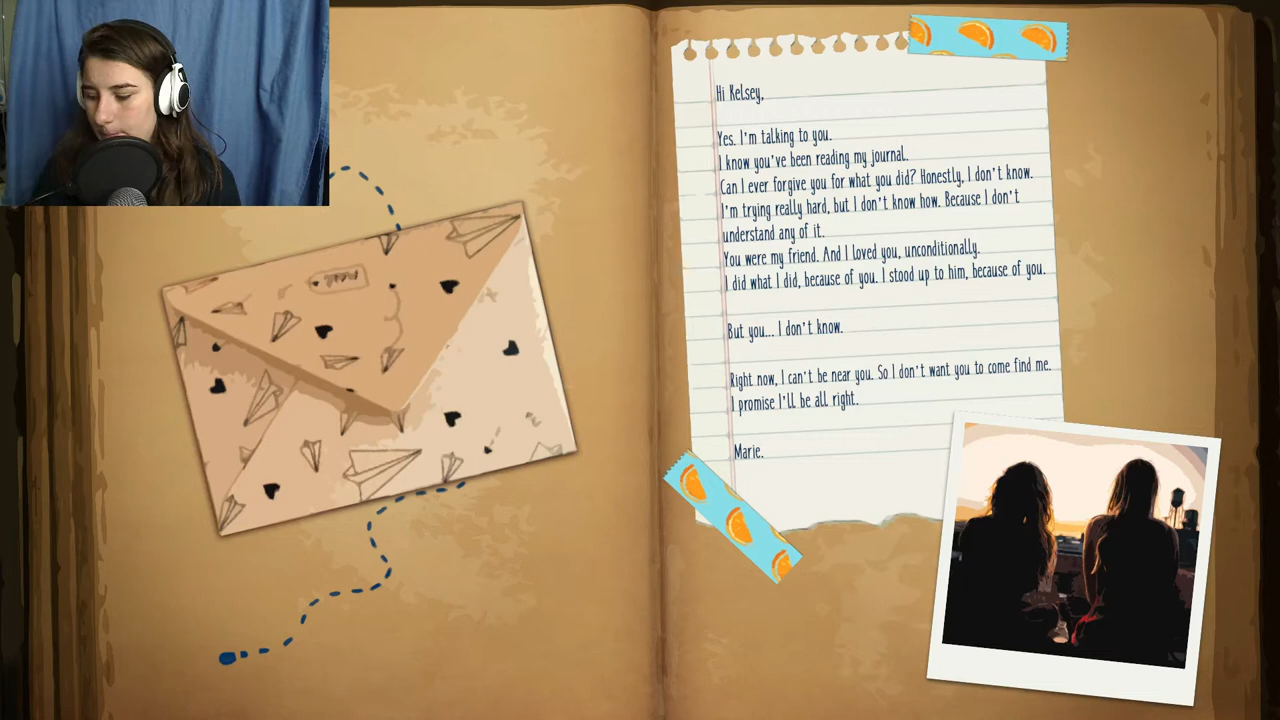 Hi Kelsey,
Yes. I'm talking to you.
I know you've been reading my journal.
Can I ever forgive you for what you did? Honestly, I don't know.
I'm trying really hard, but I don't know how. Because I don't
understand any of it.
You were my friend. And I loved you, unconditionally.
I did what I did, because of you. I stood up to him, because of you.
But you... I don't know.
Right now, I can't be near you. So I don't want you to come find me.
I promise I'll be all right.
Marie.